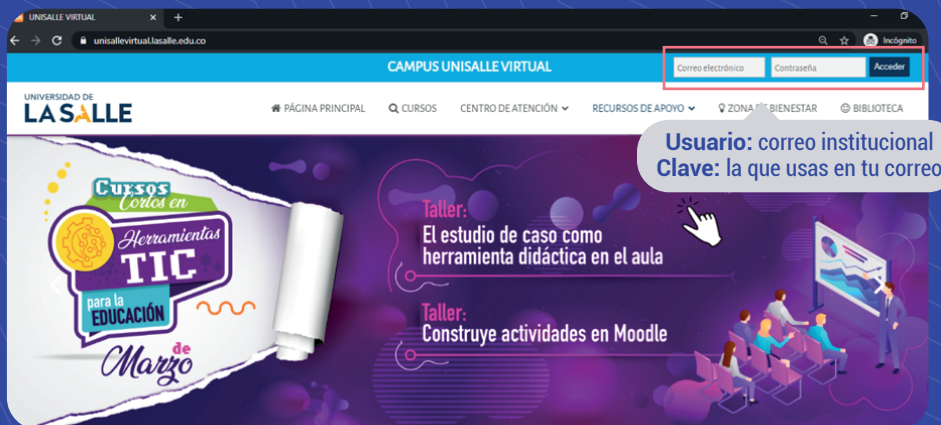 UNISALLE VIRTUAL
unisallevirtual.lasalle.edu.co
Incógnito
CAMPUS UNISALLE VIRTUAL
Correo electrónico
Contraseña
Acceder
UNIVERSIDAD DE
LA SALLE
PÁGINA PRINCIPAL
CURSOS
CENTRO DE ATENCIÓN
RECURSOS DE APOYO
ZONA DE BIENESTAR
BIBLIOTECA
Usuario: correo institucional
Clave: la que usas en tu correo
Cursos
Cortos en
Herramientas
TIC
para la
EDUCACIÓN
de
Marzo
Taller:
El estudio de caso como
herramienta didáctica en el aula
Taller:
Construye actividades en Moodle